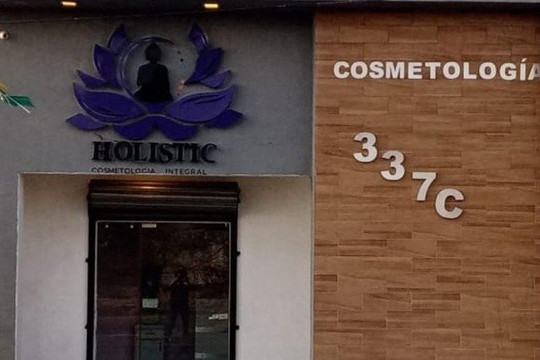 HOLISTIC
COSMETOLOGIA INTEGRAL
COSMETOLOGÍA
337C